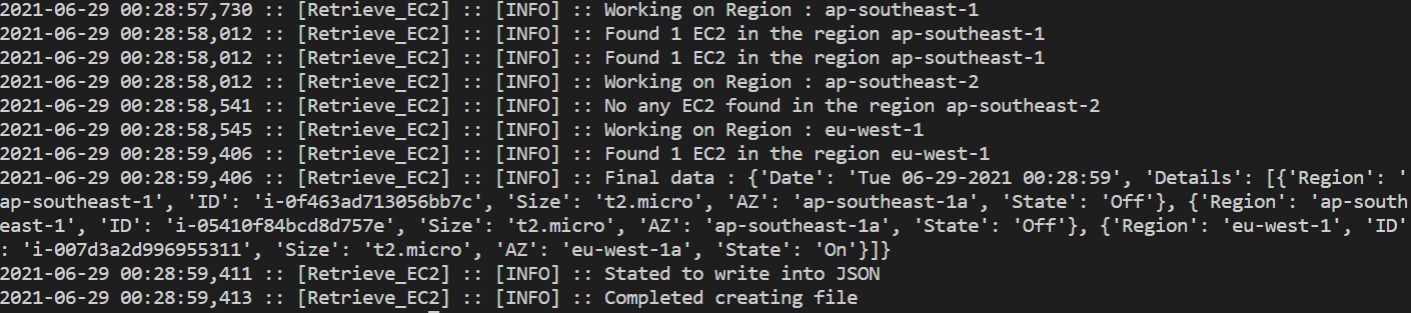 2021-06-29 00:28:57,730 :: [Retrieve_EC2] :: [INFO] :: Working on Region : ap-southeast-1
2021-06-29 00:28:58,012 :: [Retrieve_EC2] :: [INFO] :: Found 1 EC2 in the region ap-southeast-1
2021-06-29 00:28:58,012 :: [Retrieve_EC2] :: [INFO] :: Found 1 EC2 in the region ap-southeast-1
2021-06-29 00:28:58,012 :: [Retrieve_EC2] :: [INFO] :: Working on Region : ap-southeast-2
2021-06-29 00:28:58,541 :: [Retrieve_EC2] :: [INFO] :: No any EC2 found in the region ap-southeast-2
2021-06-29 00:28:58,545 :: [Retrieve_EC2] :: [INFO] :: Working on Region : eu-west-1
2021-06-29 00:28:59,406 :: [Retrieve_EC2] :: [INFO] :: Found 1 EC2 in the region eu-west-1
2021-06-29 00:28:59,406 :: [Retrieve_EC2] :: [INFO] :: Final data : {'Date': 'Tue 06-29-2021 00:28:59', 'Details': [{'Region': '
ap-southeast-1', 'ID': 'i-0f463ad713056bb7c', 'Size': 't2.micro', 'AZ': 'ap-southeast-1a', 'State': 'Off'}, {'Region': 'ap-south
east-1', 'ID': 'i-05410f84bcd8d757e', 'Size': 't2.micro', 'AZ': 'ap-southeast-1a', 'State': 'Off'}, {'Region': 'eu-west-1', 'ID'
: 'i-007d3a2d996955311', 'Size': 't2.micro', 'AZ': 'eu-west-1a', 'State': 'On'}]}
2021-06-29 00:28:59,411 :: [Retrieve_EC2] :: [INFO] :: Stated to write into JSON
2021-06-29 00:28:59,413 :: [Retrieve_EC2] :: [INFO] :: Completed creating file